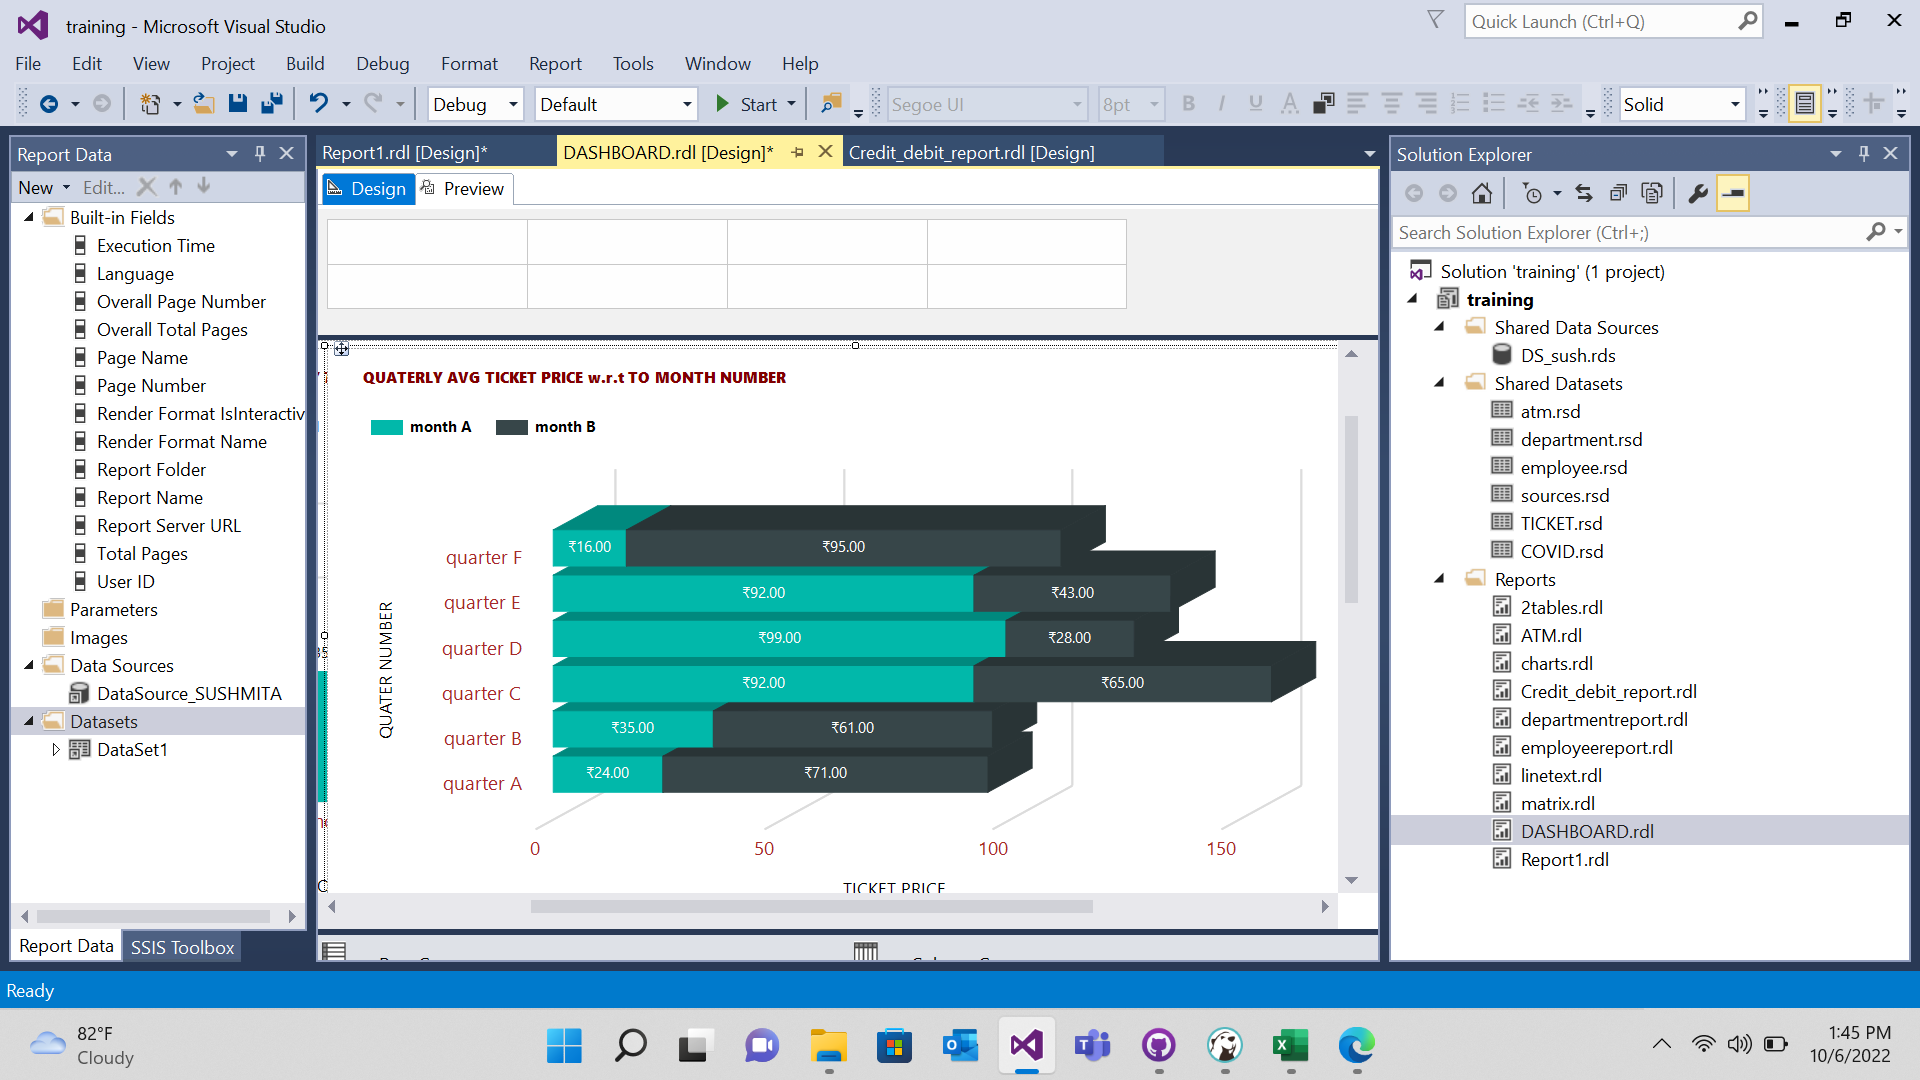 training - Microsoft Visual Studio
Quick Launch (Ctrl+Q)
File Edit View Project Build Debug Format Report Tools Window Help
Debug Default Start Segoe UI 8pt B I U A Solid
Report Data
New Edit...
Built-in Fields
Execution Time
Language
Overall Page Number
Overall Total Pages
Page Name
Page Number
Render Format IsInteractiv
Render Format Name
Report Folder
Report Name
Report Server URL
Total Pages
User ID
Parameters
Images
Data Sources
DataSource_SUSHMITA
Datasets
DataSet1
Report Data SSIS Toolbox
Report1.rdl [Design]* DASHBOARD.rdl [Design]* Credit_debit_report.rdl [Design]
Design Preview
QUATERLY AVG TICKET PRICE w.r.t TO MONTH NUMBER
month A month B
QUATER NUMBER
quarter F ₹16.00 ₹95.00
quarter E ₹92.00 ₹43.00
quarter D ₹99.00 ₹28.00
quarter C ₹92.00 ₹65.00
quarter B ₹35.00 ₹61.00
quarter A ₹24.00 ₹71.00
0 50 100 150
TICKET PRICE
Solution Explorer
Search Solution Explorer (Ctrl+;)
Solution 'training' (1 project)
training
Shared Data Sources
DS_sush.rds
Shared Datasets
atm.rsd
department.rsd
employee.rsd
sources.rsd
TICKET.rsd
COVID.rsd
Reports
2tables.rdl
ATM.rdl
charts.rdl
Credit_debit_report.rdl
departmentreport.rdl
employeereport.rdl
linetext.rdl
matrix.rdl
DASHBOARD.rdl
Report1.rdl
Ready
82°F
Cloudy
1:45 PM
10/6/2022